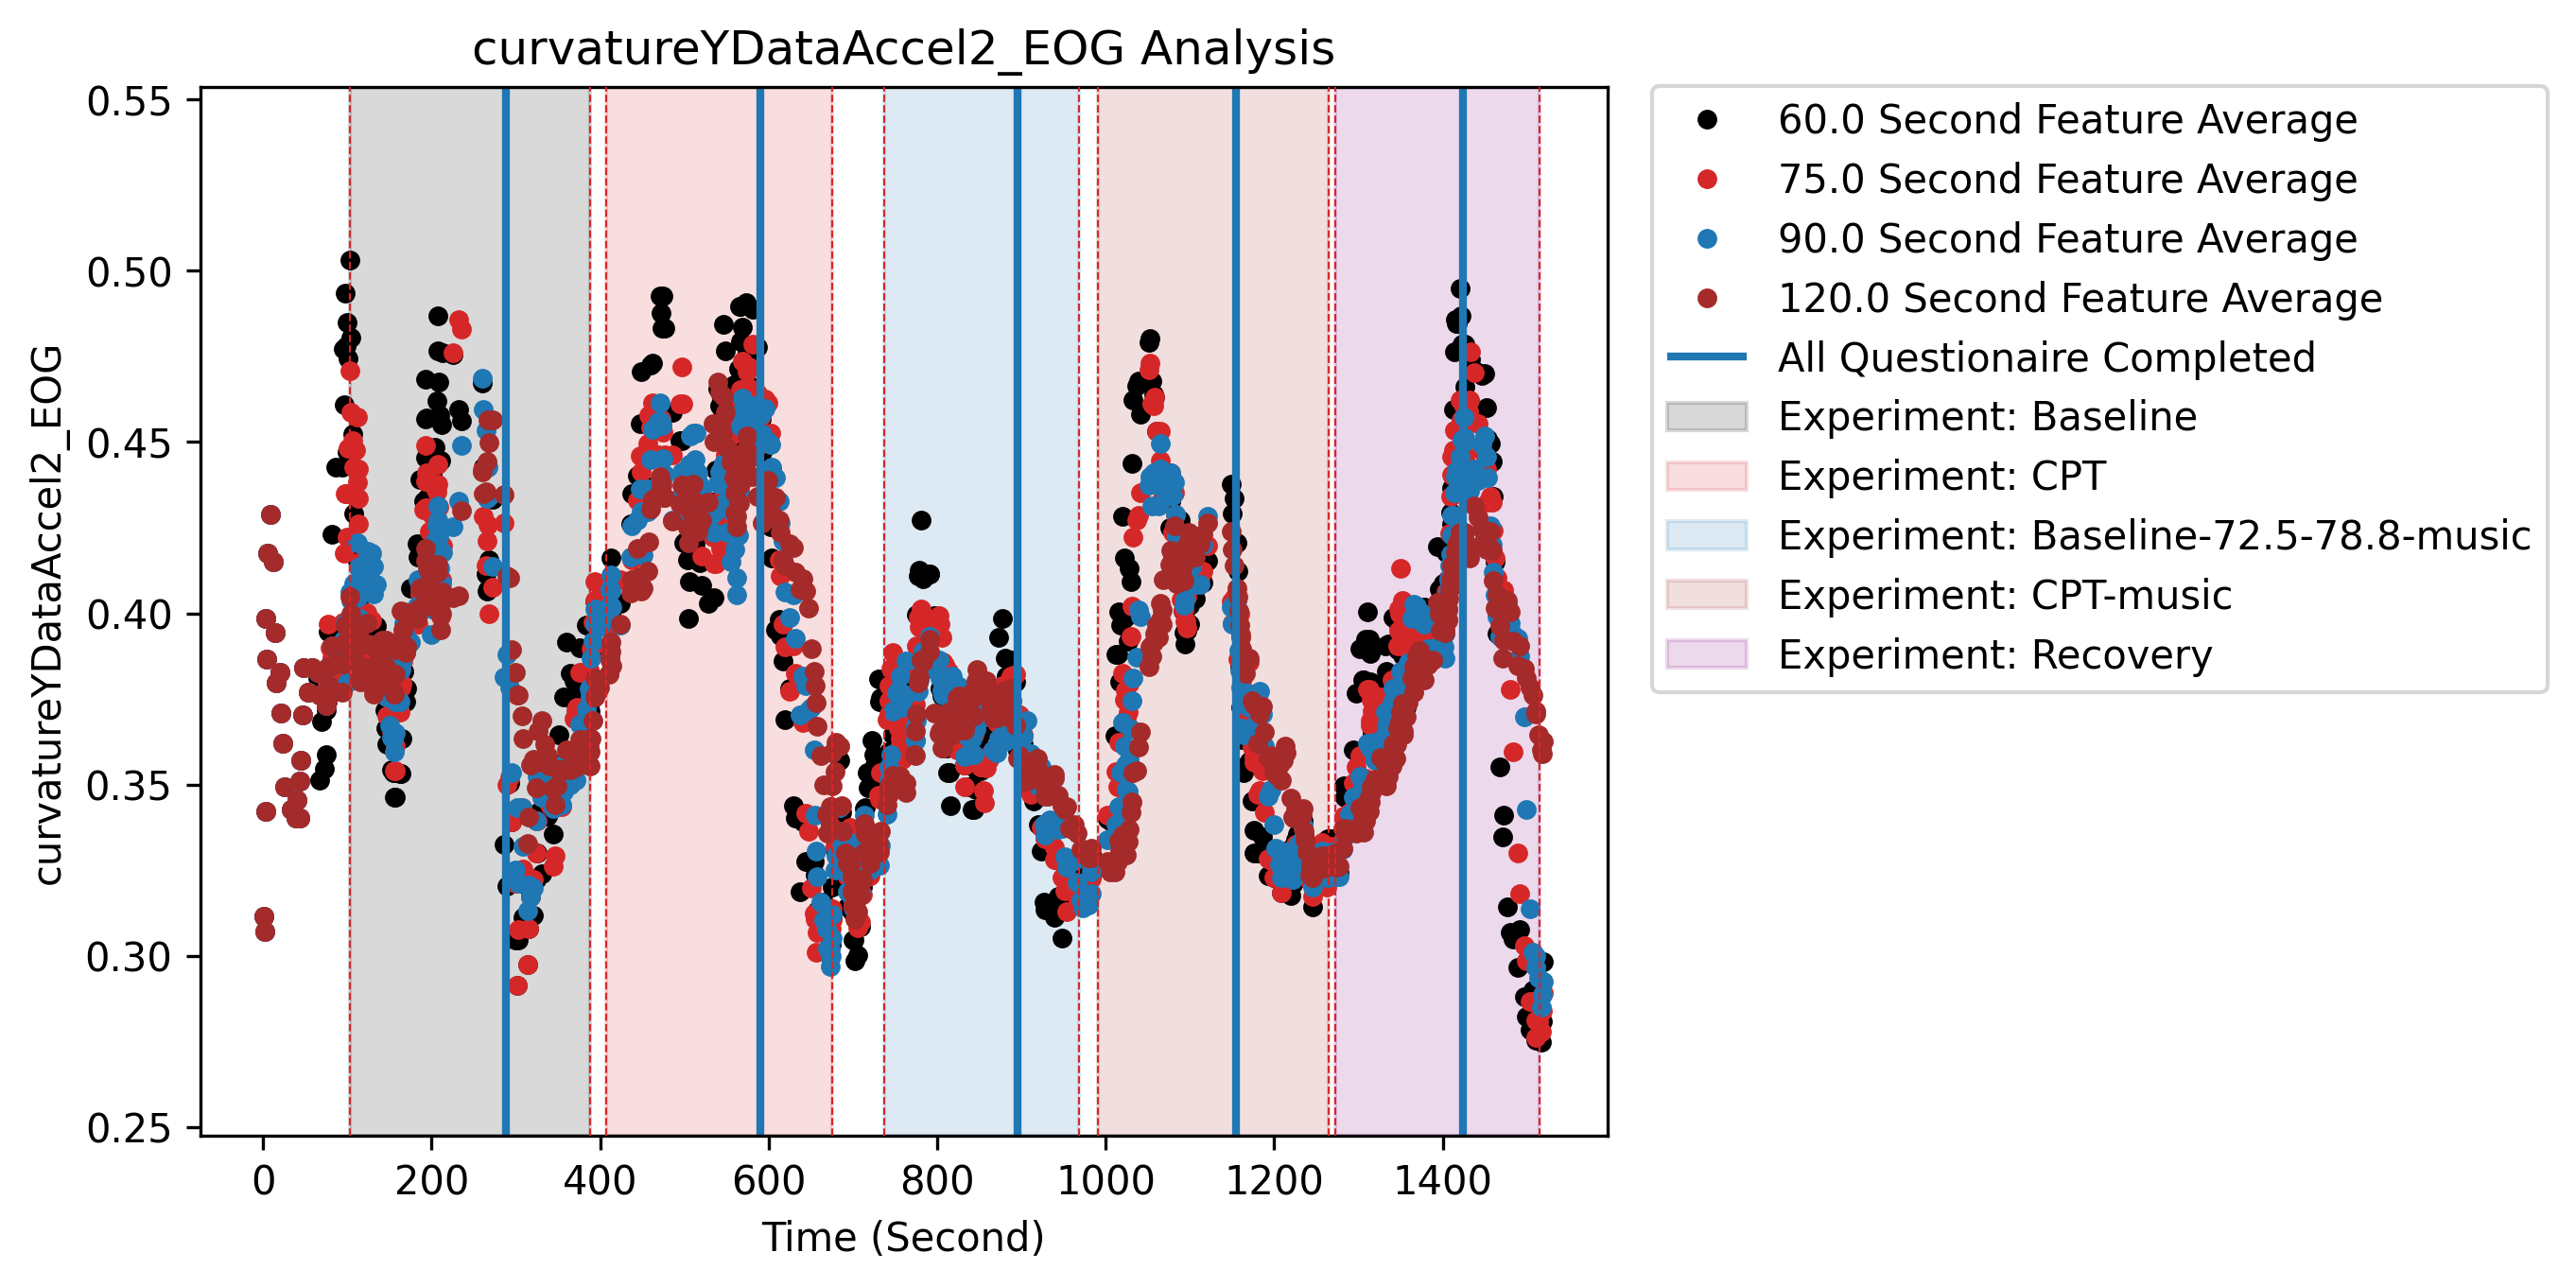 curvatureYDataAccel2_EOG Analysis
curvatureYDataAccel2_EOG
0.55
0.50
0.45
0.40
0.35
0.30
0.25
0 200 400 600 800 1000 1200 1400
Time (Second)
60.0 Second Feature Average
75.0 Second Feature Average
90.0 Second Feature Average
120.0 Second Feature Average
All Questionaire Completed
Experiment: Baseline
Experiment: CPT
Experiment: Baseline-72.5-78.8-music
Experiment: CPT-music
Experiment: Recovery